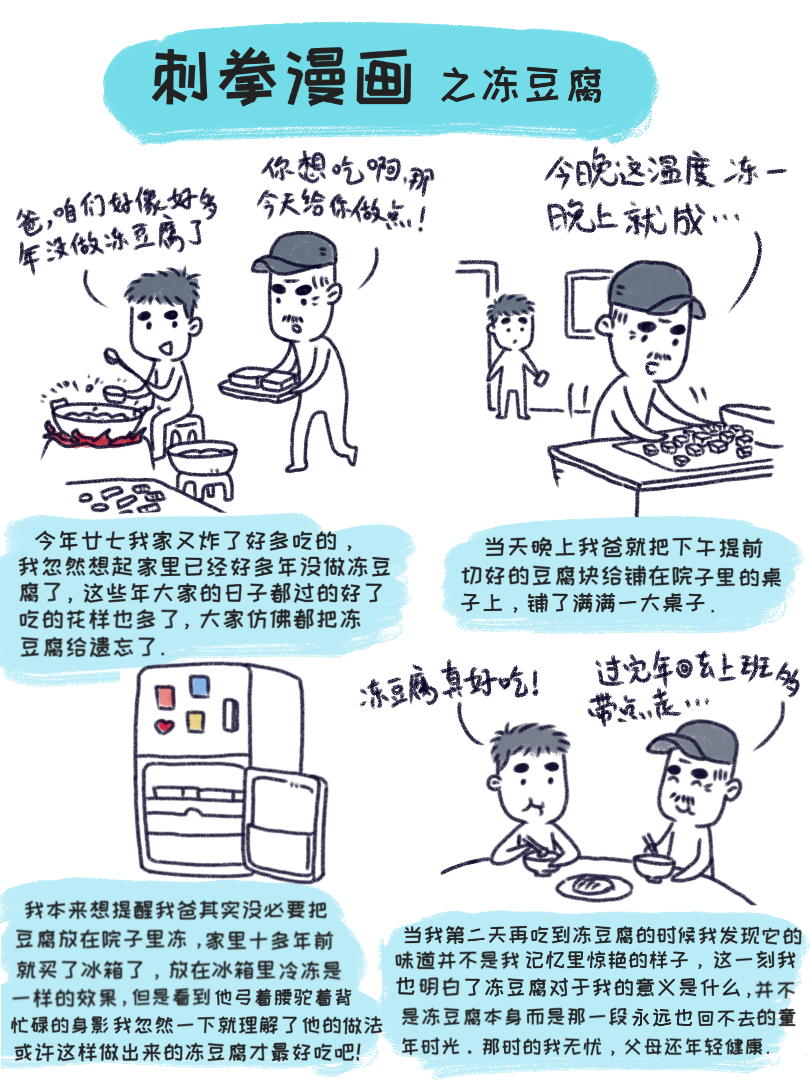 刺拳漫画 之冻豆腐
爸,咱们好像好多
年没做冻豆腐了
你想吃啊,那
今天给你做点!
今晚这温度冻一
晚上就成…
今年廿七我家又炸了好多吃的，
我忽然想起家里已经好多年没做冻豆
腐了，这些年大家的日子都过的好了
吃的花样也多了, 大家仿佛都把冻
豆腐给遗忘了.
当天晚上我爸就把下午提前
切好的豆腐块给铺在院子里的桌
子上，铺了满满一大桌子.
冻豆腐真好吃!
过完年回去上班多
带点走…
我本来想提醒我爸其实没必要把
豆腐放在院子里冻 ,家里十多年前
就买了冰箱了，放在冰箱里冷冻是
一样的效果, 但是看到他弓着腰驼着背
忙碌的身影我忽然一下就理解了他的做法
或许这样做出来的冻豆腐才最好吃吧!
当我第二天再吃到冻豆腐的时候我发现它的
味道并不是我 记忆里惊艳的样子，这一刻我
也明白了冻豆腐对于我的意义是什么,并不
是冻豆腐本身而是那一段永远也回不去的童
年时光. 那时的我无忧，父母还年轻健康.